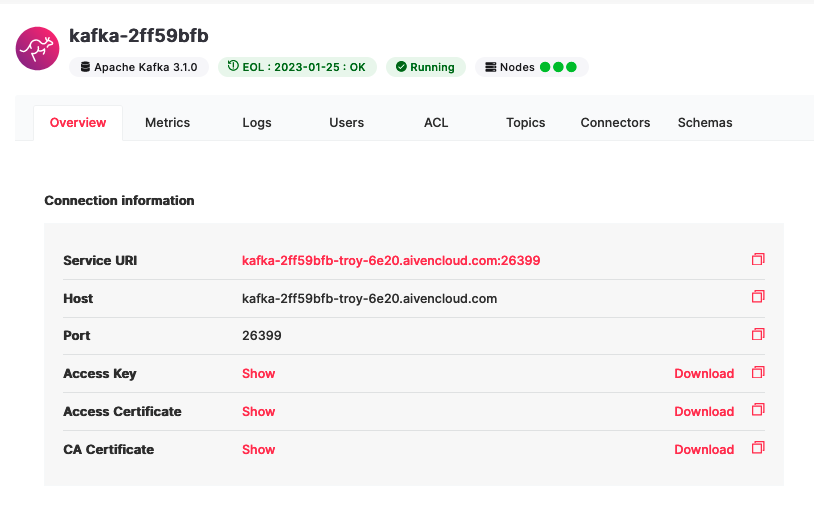 kafka-2ff59bfb
Apache Kafka 3.1.0 EOL : 2023-01-25 : OK Running Nodes
Overview Metrics Logs Users ACL Topics Connectors Schemas
Connection information
Service URI kafka-2ff59bfb-troy-6e20.aivencloud.com:26399
Host kafka-2ff59bfb-troy-6e20.aivencloud.com
Port 26399
Access Key Show Download
Access Certificate Show Download
CA Certificate Show Download